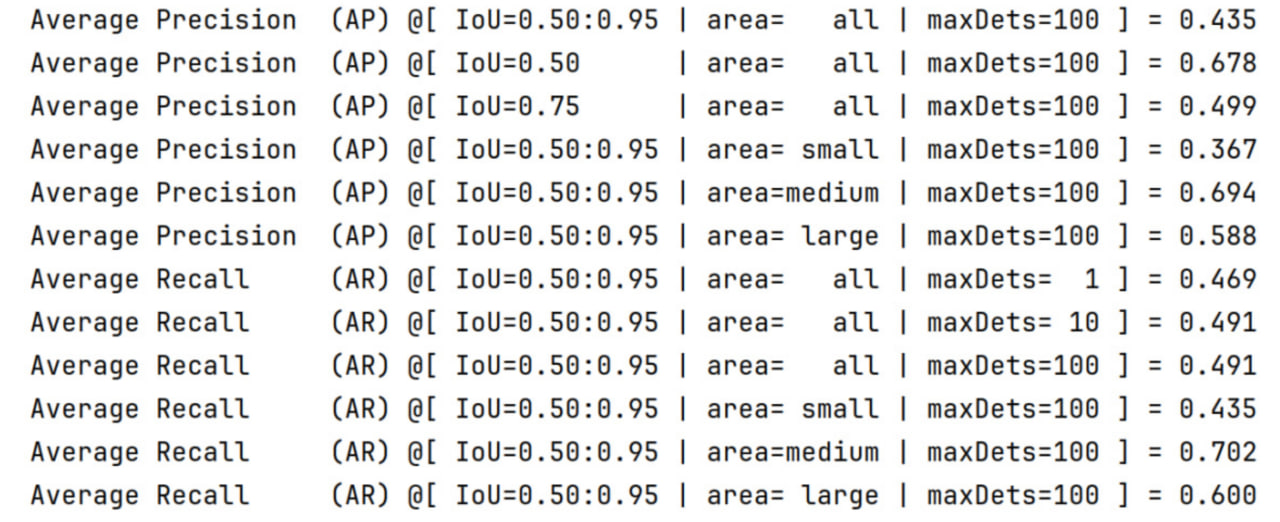 Average Precision  (AP) @[ IoU=0.50:0.95 | area=   all | maxDets=100 ] = 0.435
Average Precision  (AP) @[ IoU=0.50      | area=   all | maxDets=100 ] = 0.678
Average Precision  (AP) @[ IoU=0.75      | area=   all | maxDets=100 ] = 0.499
Average Precision  (AP) @[ IoU=0.50:0.95 | area= small | maxDets=100 ] = 0.367
Average Precision  (AP) @[ IoU=0.50:0.95 | area=medium | maxDets=100 ] = 0.694
Average Precision  (AP) @[ IoU=0.50:0.95 | area= large | maxDets=100 ] = 0.588
Average Recall     (AR) @[ IoU=0.50:0.95 | area=   all | maxDets=  1 ] = 0.469
Average Recall     (AR) @[ IoU=0.50:0.95 | area=   all | maxDets= 10 ] = 0.491
Average Recall     (AR) @[ IoU=0.50:0.95 | area=   all | maxDets=100 ] = 0.491
Average Recall     (AR) @[ IoU=0.50:0.95 | area= small | maxDets=100 ] = 0.435
Average Recall     (AR) @[ IoU=0.50:0.95 | area=medium | maxDets=100 ] = 0.702
Average Recall     (AR) @[ IoU=0.50:0.95 | area= large | maxDets=100 ] = 0.600